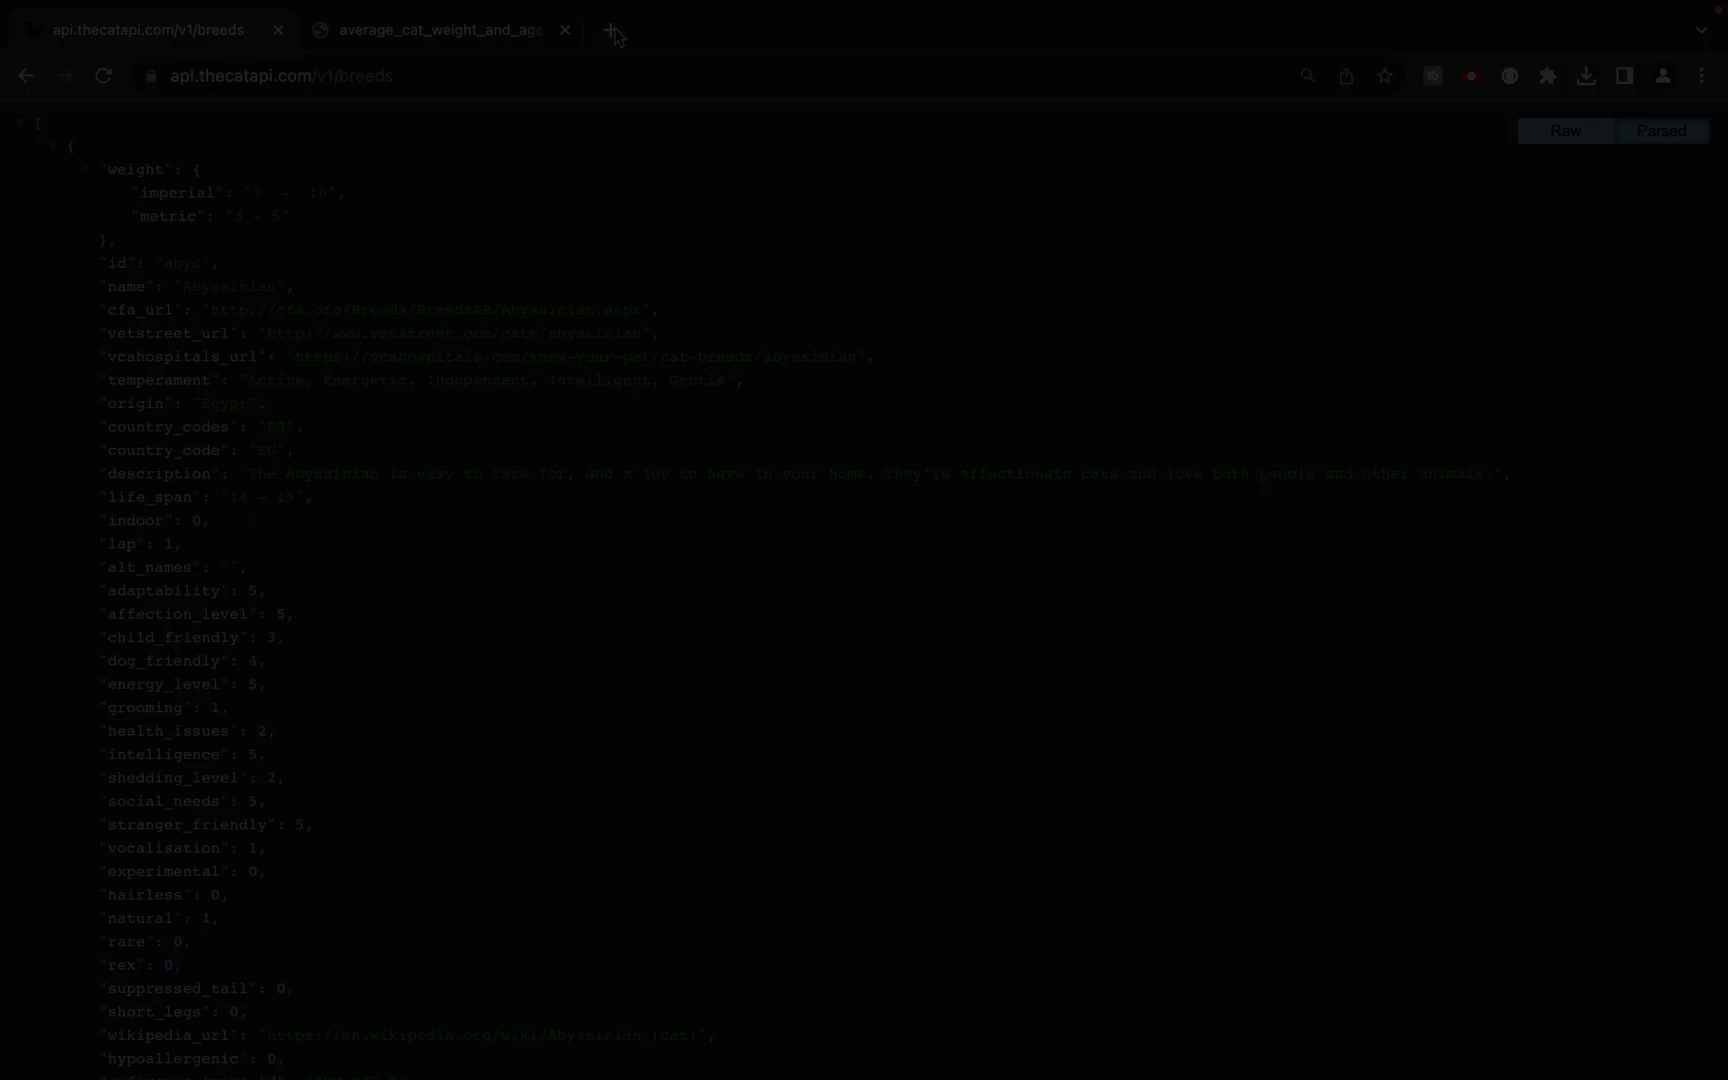 api.thecatapi.com/v1/breeds
average_cat_weight_and_age
api.thecatapi.com/v1/breeds
Raw
Parsed
[
{
"weight": {
"imperial": "7  -  10",
"metric": "3 - 5"
},
"id": "abys",
"name": "Abyssinian",
"cfa_url": "http://cfa.org/Breeds/BreedsAB/Abyssinian.aspx",
"vetstreet_url": "http://www.vetstreet.com/cats/abyssinian",
"vcahospitals_url": "https://vcahospitals.com/know-your-pet/cat-breeds/abyssinian",
"temperament": "Active, Energetic, Independent, Intelligent, Gentle",
"origin": "Egypt",
"country_codes": "EG",
"country_code": "EG",
"description": "The Abyssinian is easy to care for, and a joy to have in your home. They're affectionate cats and love both people and other animals.",
"life_span": "14 - 15",
"indoor": 0,
"lap": 1,
"alt_names": "",
"adaptability": 5,
"affection_level": 5,
"child_friendly": 3,
"dog_friendly": 4,
"energy_level": 5,
"grooming": 1,
"health_issues": 2,
"intelligence": 5,
"shedding_level": 2,
"social_needs": 5,
"stranger_friendly": 5,
"vocalisation": 1,
"experimental": 0,
"hairless": 0,
"natural": 1,
"rare": 0,
"rex": 0,
"suppressed_tail": 0,
"short_legs": 0,
"wikipedia_url": "https://en.wikipedia.org/wiki/Abyssinian_(cat)",
"hypoallergenic": 0,